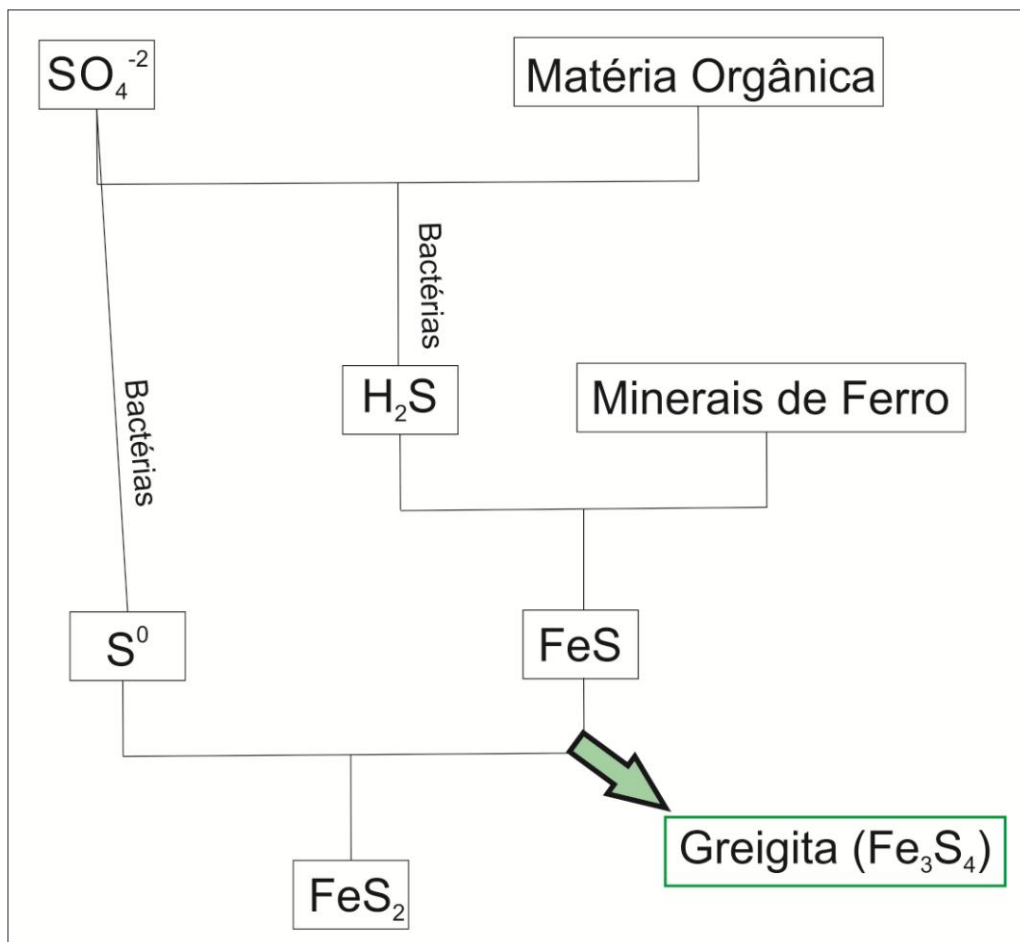 SO₄⁻²
Matéria Orgânica
Bactérias
H₂S
Minerais de Ferro
Bactérias
S⁰
FeS
Greigita (Fe₃S₄)
FeS₂